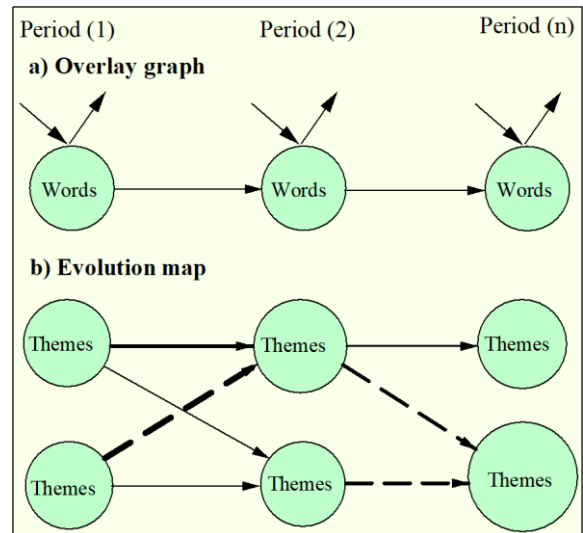 Period (1) Period (2) Period (n)
a) Overlay graph
Words Words Words
b) Evolution map
Themes Themes Themes
Themes Themes Themes